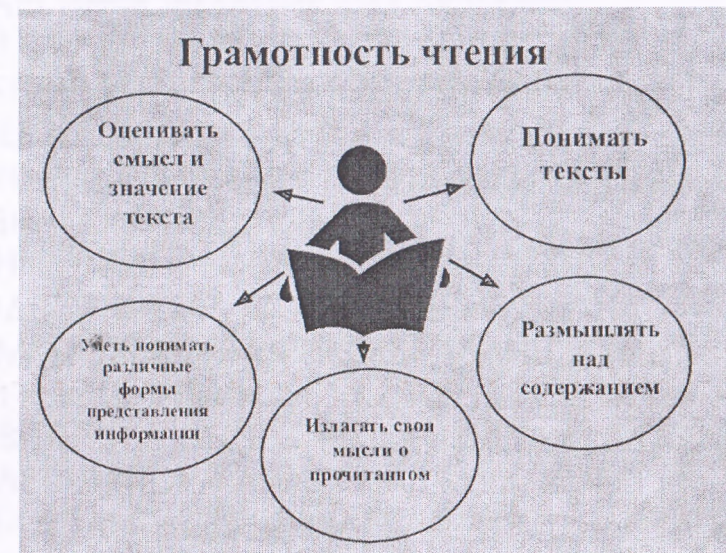 Грамотность чтения
Оценивать
смысл и
значение
текста
Понимать
тексты
Уметь понимать
различные
формы
представления
информации
Размышлять
над
содержанием
Излагать свои
мысли о
прочитанном